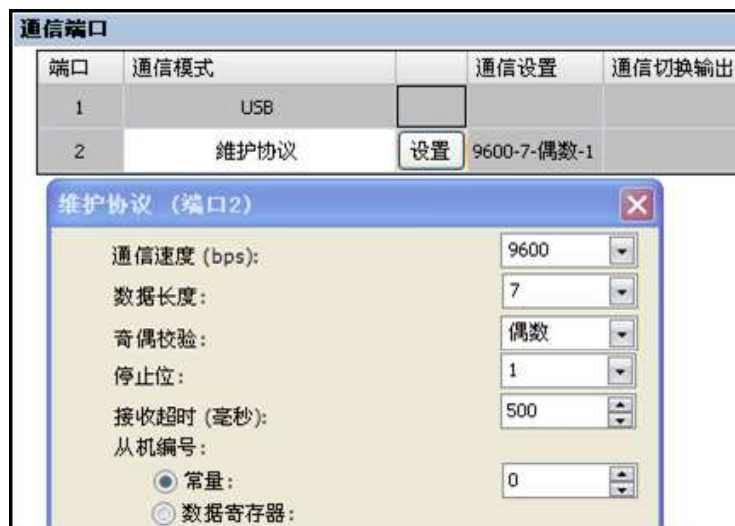 通信端口
端口 通信模式 通信设置 通信切换输出
1 USB
2 维护协议 设置 9600-7-偶数-1
维护协议 (端口2)
通信速度 (bps): 9600
数据长度: 7
奇偶校验: 偶数
停止位: 1
接收超时 (毫秒): 500
从机编号:
常量: 0
数据寄存器: